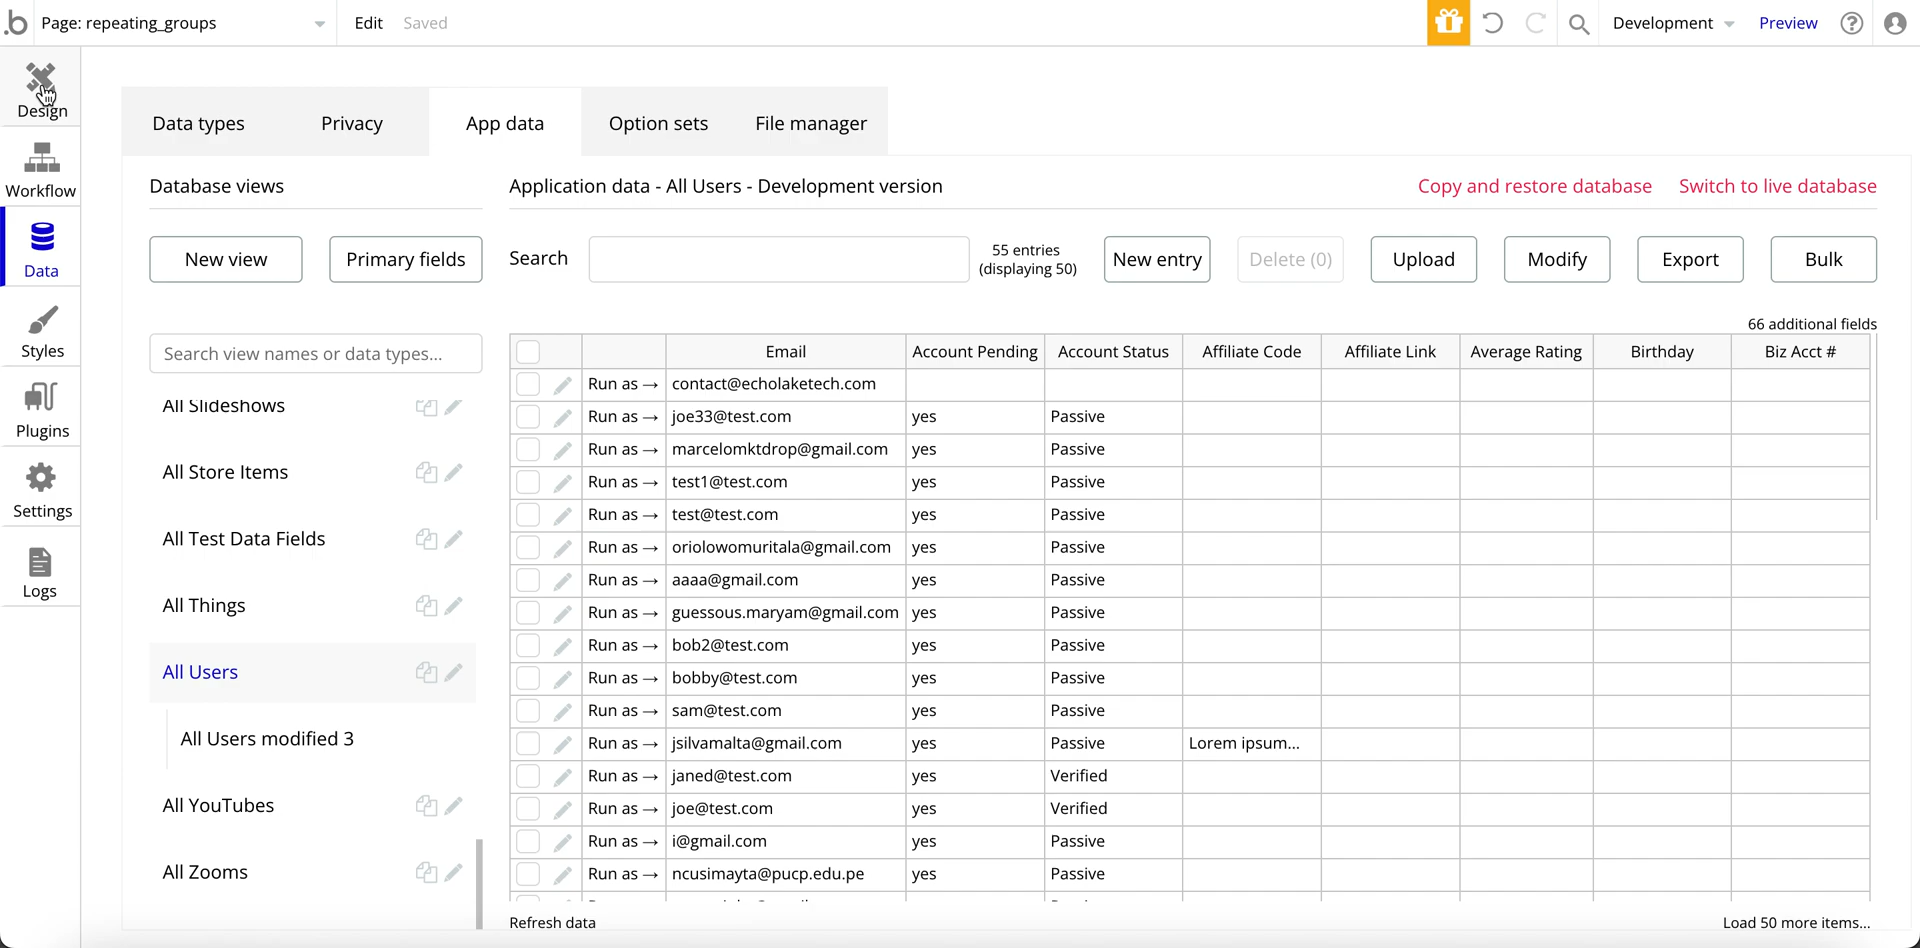 .b Page: repeating_groups Edit Saved Development Preview ?
Design
Workflow
Data
Styles
Plugins
Settings
Logs
Data types Privacy App data Option sets File manager
Database views
New view Primary fields
Search view names or data types...
All Slideshows
All Store Items
All Test Data Fields
All Things
All Users
All Users modified 3
All YouTubes
All Zooms
Application data - All Users - Development version Copy and restore database Switch to live database
Search 55 entries (displaying 50) New entry Delete (0) Upload Modify Export Bulk
66 additional fields
Email Account Pending Account Status Affiliate Code Affiliate Link Average Rating Birthday Biz Acct #
Run as → contact@echolaketech.com
Run as → joe33@test.com yes Passive
Run as → marcelomktdrop@gmail.com yes Passive
Run as → test1@test.com yes Passive
Run as → test@test.com yes Passive
Run as → oriolowomuritala@gmail.com yes Passive
Run as → aaaa@gmail.com yes Passive
Run as → guessous.maryam@gmail.com yes Passive
Run as → bob2@test.com yes Passive
Run as → bobby@test.com yes Passive
Run as → sam@test.com yes Passive
Run as → jsilvamalta@gmail.com yes Passive Lorem ipsum...
Run as → janed@test.com yes Verified
Run as → joe@test.com yes Verified
Run as → i@gmail.com yes Passive
Run as → ncusimayta@pucp.edu.pe yes Passive
Refresh data Load 50 more items...